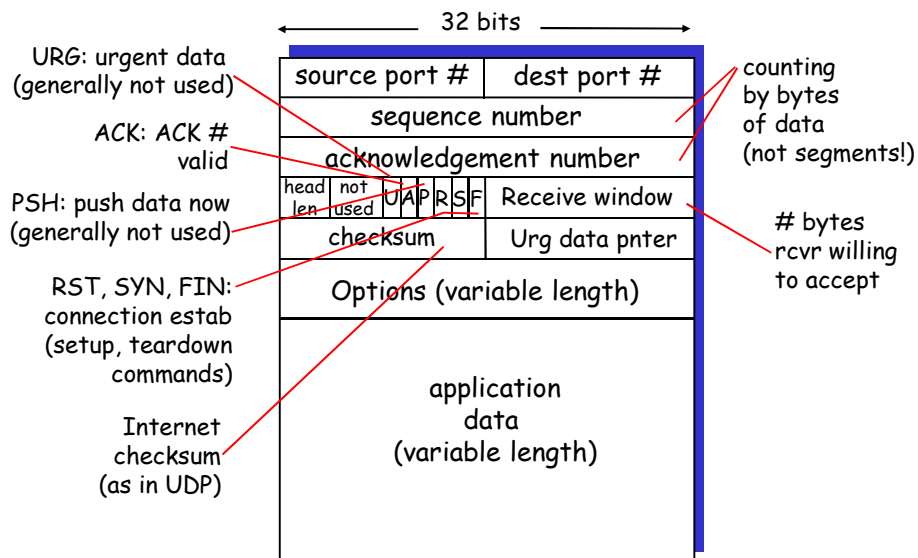 32 bits
URG: urgent data
(generally not used)
ACK: ACK #
valid
PSH: push data now
(generally not used)
RST, SYN, FIN:
connection estab
(setup, teardown
commands)
Internet
checksum
(as in UDP)
source port #
dest port #
sequence number
acknowledgement number
head
len
not
used
U A P R S F
Receive window
checksum
Urg data pnter
Options (variable length)
application
data
(variable length)
counting
by bytes
of data
(not segments!)
# bytes
rcvr willing
to accept